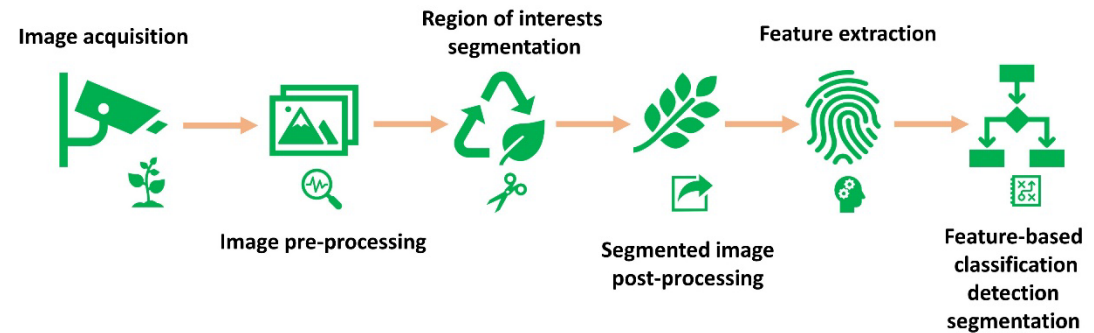 Image acquisition
Image pre-processing
Region of interests
segmentation
Segmented image
post-processing
Feature extraction
Feature-based
classification
detection
segmentation